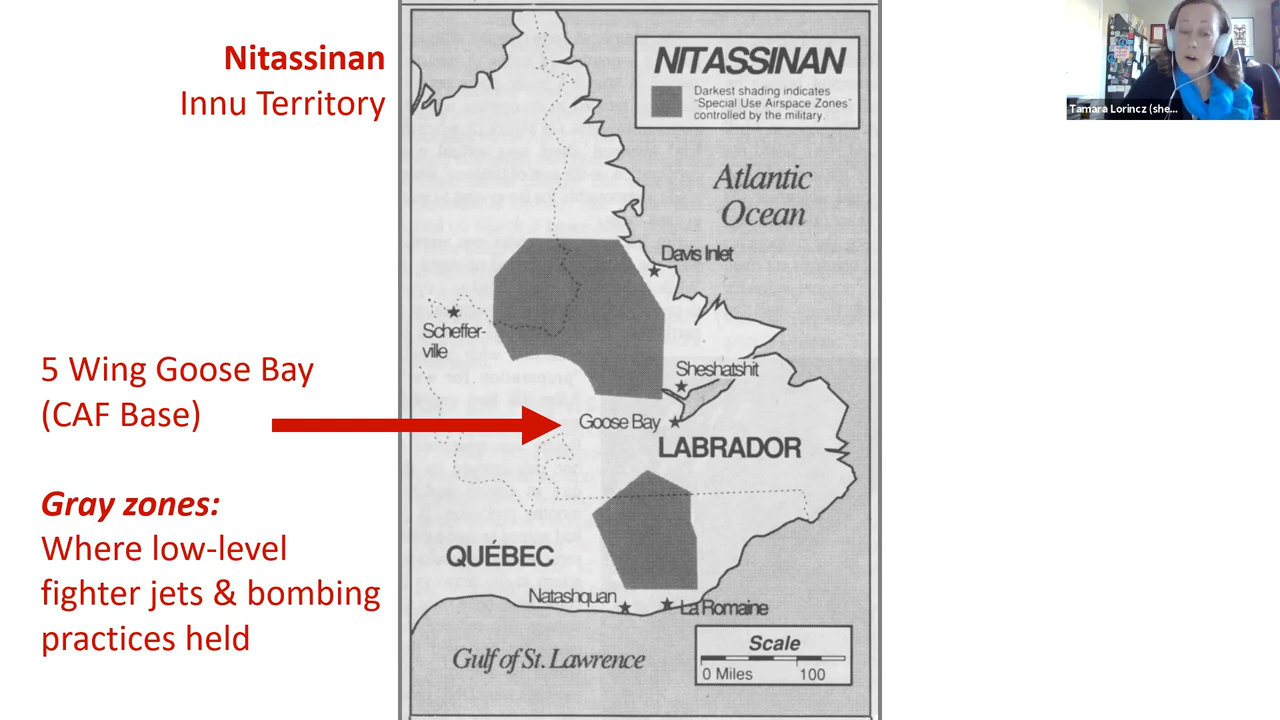 Nitassinan
Innu Territory
5 Wing Goose Bay
(CAF Base)
Gray zones:
Where low-level
fighter jets & bombing
practices held
NITASSINAN
Darkest shading indicates
"Special Use Airspace Zones"
controlled by the military.
Atlantic
Ocean
Davis Inlet
Scheffer-
ville
Sheshatshit
Goose Bay
LABRADOR
QUÉBEC
Natashquan
La Romaine
Gulf of St. Lawrence
Scale
0 Miles 100
Tamara Lorincz (she...